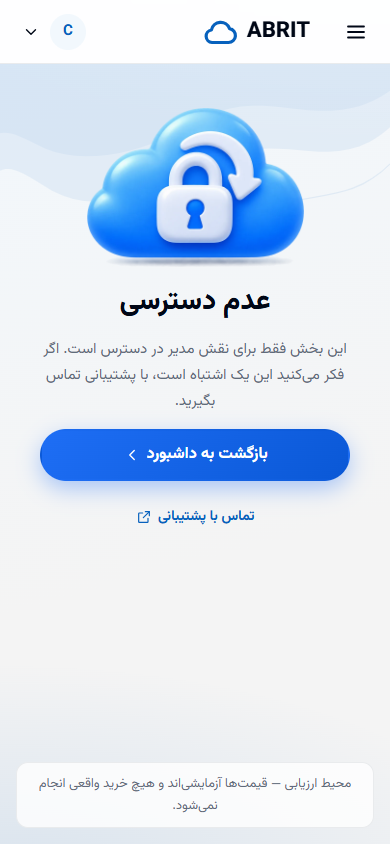 ABRIT
C
عدم دسترسی
این بخش فقط برای نقش مدیر در دسترس است. اگر
فکر می‌کنید این یک اشتباه است، با پشتیبانی تماس
بگیرید.
بازگشت به داشبورد
تماس با پشتیبانی
محیط ارزیابی — قیمت‌ها آزمایشی‌اند و هیچ خرید واقعی انجام
نمی‌شود.